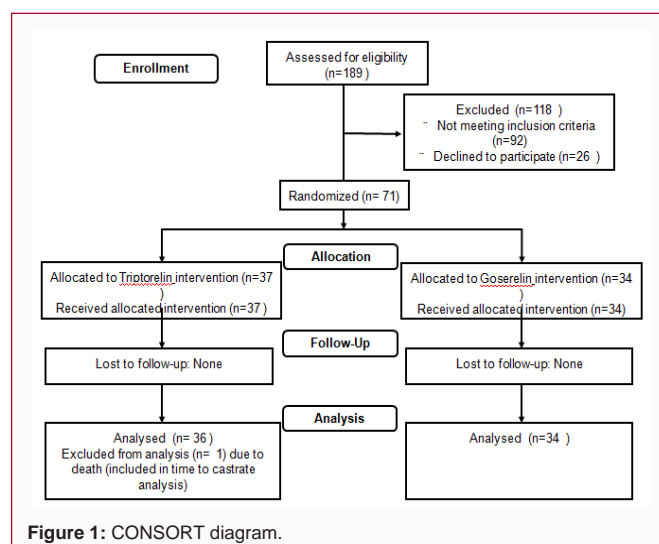 Enrollment
Assessed for eligibility
(n=189 )
Excluded (n=118 )
¨ Not meeting inclusion criteria
(n=92)
¨ Declined to participate (n=26 )
Randomized (n= 71)
Allocation
Allocated to Triptorelin intervention (n=37
)
Received allocated intervention (n=37 )
Allocated to Goserelin intervention (n=34
)
Received allocated intervention (n=34)
Follow-Up
Lost to follow-up: None
Lost to follow-up: None
Analysis
Analysed (n= 36 )
Excluded from analysis (n= 1) due to
death (included in time to castrate
analysis)
Analysed (n=34 )
Figure 1: CONSORT diagram.